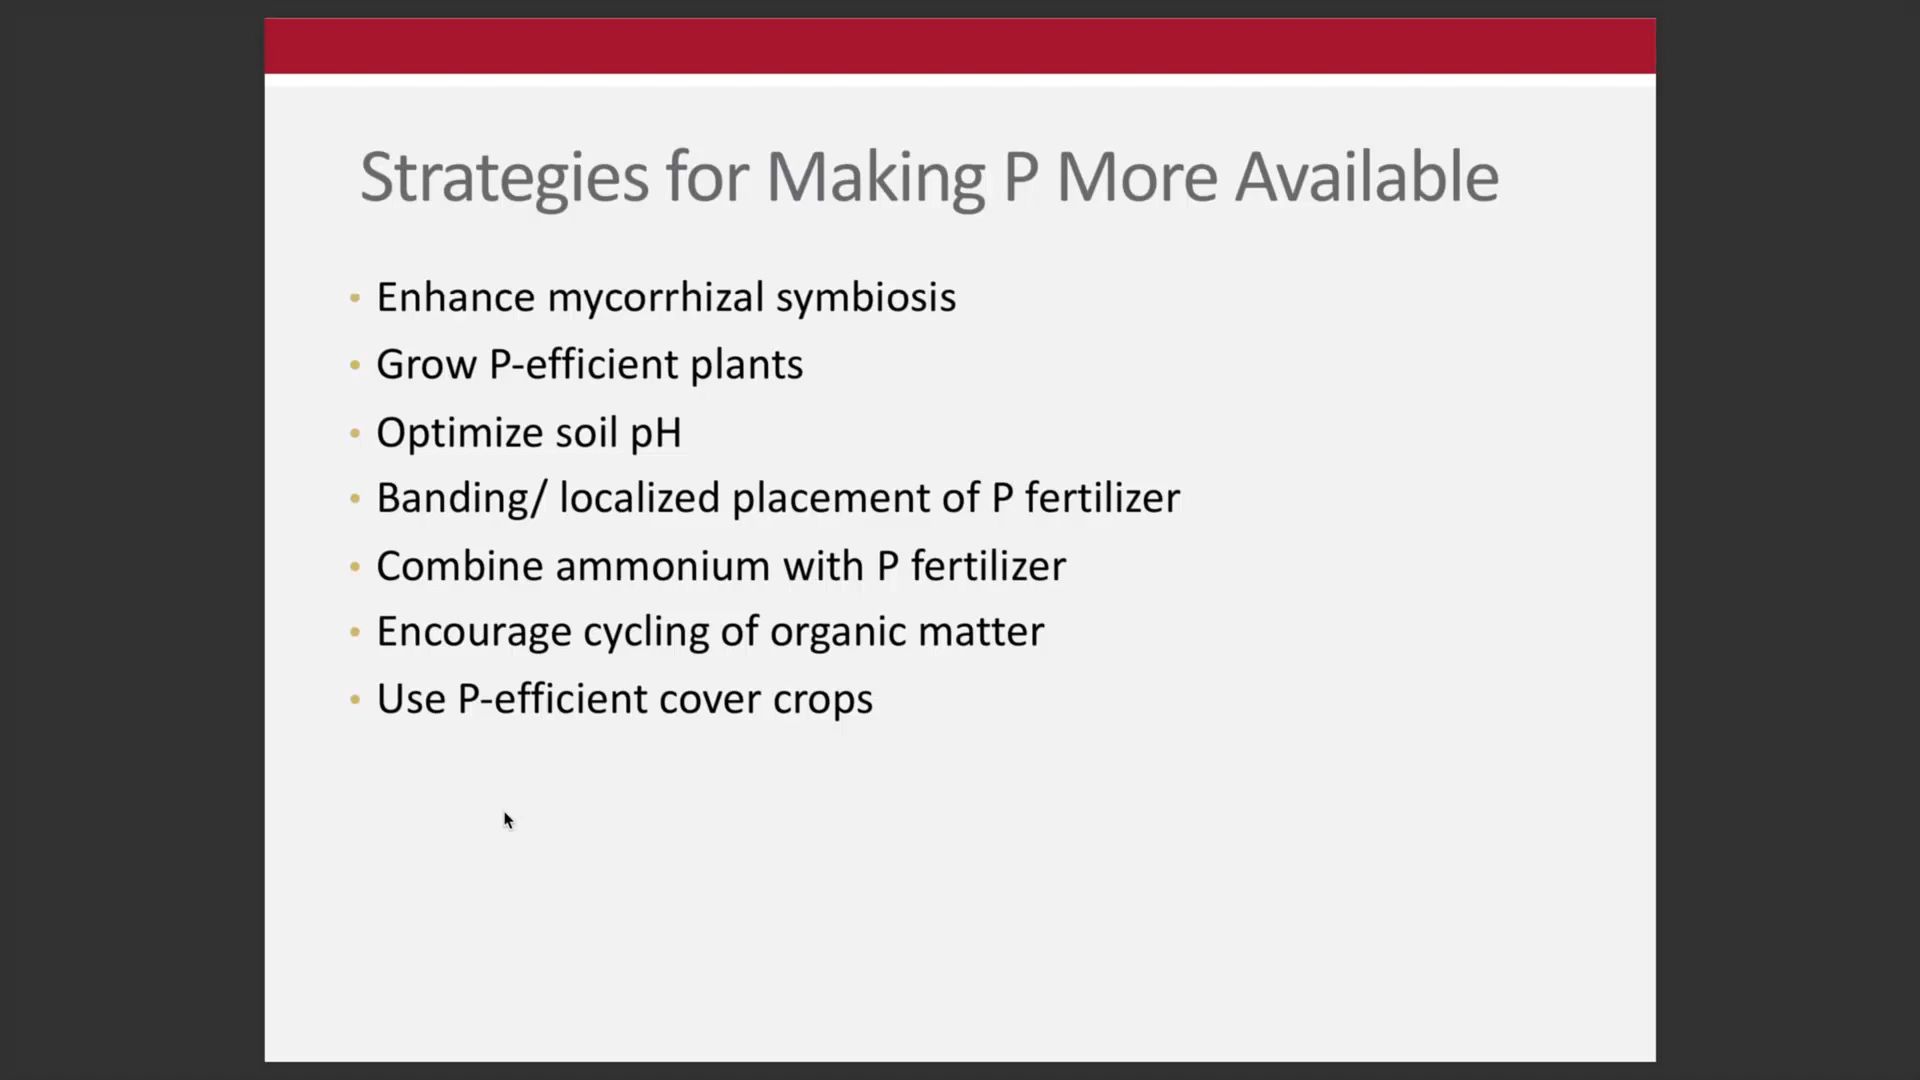 Strategies for Making P More Available
• Enhance mycorrhizal symbiosis
• Grow P-efficient plants
• Optimize soil pH
• Banding/ localized placement of P fertilizer
• Combine ammonium with P fertilizer
• Encourage cycling of organic matter
• Use P-efficient cover crops